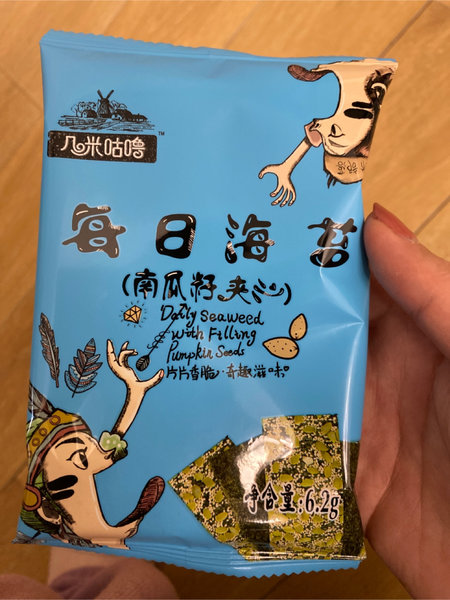 几米咕噜
TM
每日海苔
(南瓜籽夹心)
Daily Seaweed
With Filling
Pumpkin Seeds
片片香脆·奇趣滋味
净含量:6.2g